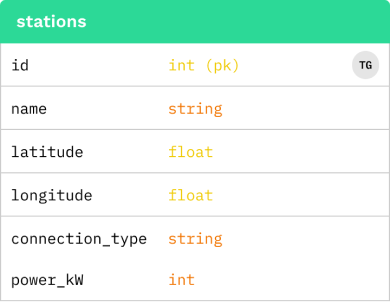 stations
id int (pk) TG
name string
latitude float
longitude float
connection_type string
power_kW int